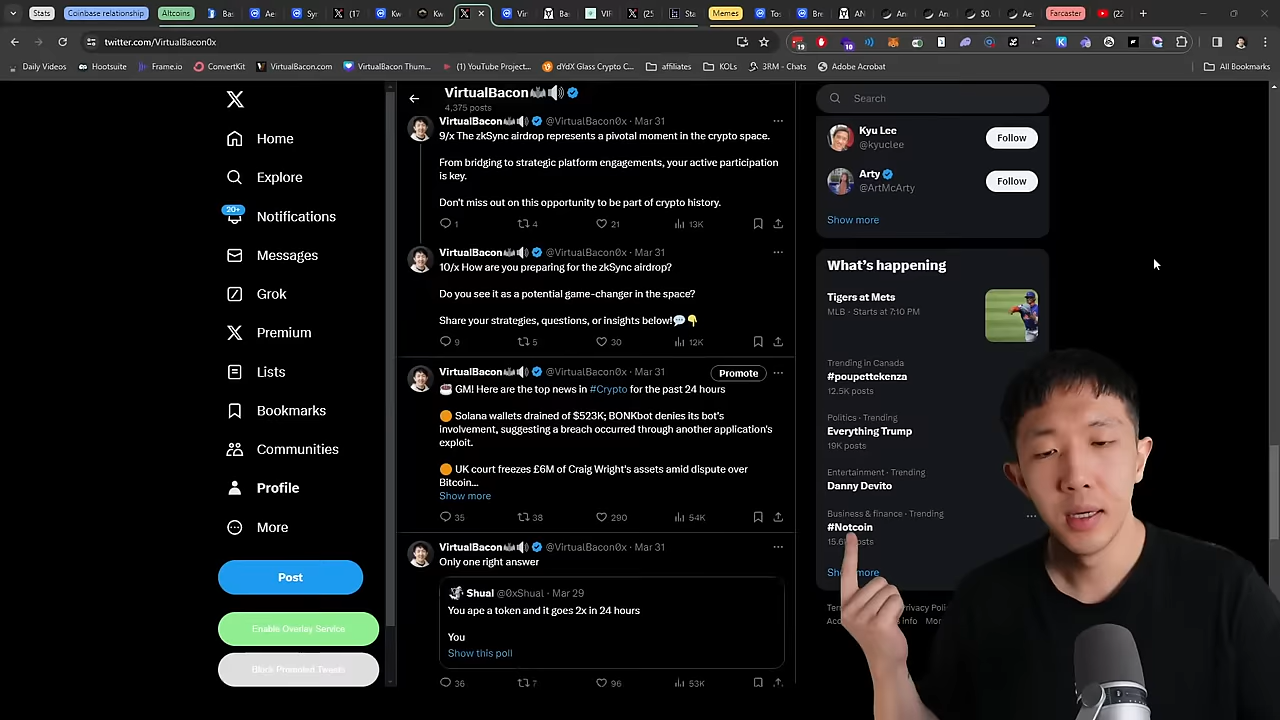 Stats
Coinbase relationship
Altcoins
Memes
Farcaster
twitter.com/VirtualBacon0x
19
10
Daily Videos
Hootsuite
Frame.io
ConvertKit
VirtualBacon.com
VirtualBacon Thum...
(1) YouTube Project...
dYdX Glass Crypto C...
affiliates
KOLs
3RM - Chats
Adobe Acrobat
All Bookmarks
Home
Explore
20+
Notifications
Messages
Grok
Premium
Lists
Bookmarks
Communities
Profile
More
Post
Enable Overlay Service
Block Promoted Tweets
VirtualBacon
4,375 posts
VirtualBacon @VirtualBacon0x · Mar 31
9/x The zkSync airdrop represents a pivotal moment in the crypto space.
From bridging to strategic platform engagements, your active participation
is key.
Don't miss out on this opportunity to be part of crypto history.
1 4 21 13K
VirtualBacon @VirtualBacon0x · Mar 31
10/x How are you preparing for the zkSync airdrop?
Do you see it as a potential game-changer in the space?
Share your strategies, questions, or insights below!💬👇
9 5 30 12K
VirtualBacon @VirtualBacon0x · Mar 31
Promote
GM! Here are the top news in #Crypto for the past 24 hours
🟠 Solana wallets drained of $523K; BONKbot denies its bot's
involvement, suggesting a breach occurred through another application's
exploit.
🟠 UK court freezes £6M of Craig Wright's assets amid dispute over
Bitcoin...
Show more
35 38 290 54K
VirtualBacon @VirtualBacon0x · Mar 31
Only one right answer
Shual @0xShual · Mar 29
You ape a token and it goes 2x in 24 hours
You
Show this poll
36 7 96 53K
Search
Kyu Lee
@kyuclee
Follow
Arty
@ArtMcArty
Follow
Show more
What's happening
Tigers at Mets
MLB · Starts at 7:10 PM
Trending in Canada
#poupettekenza
12.5K posts
Politics · Trending
Everything Trump
19K posts
Entertainment · Trending
Danny Devito
Business & finance · Trending
#Notcoin
posts
more